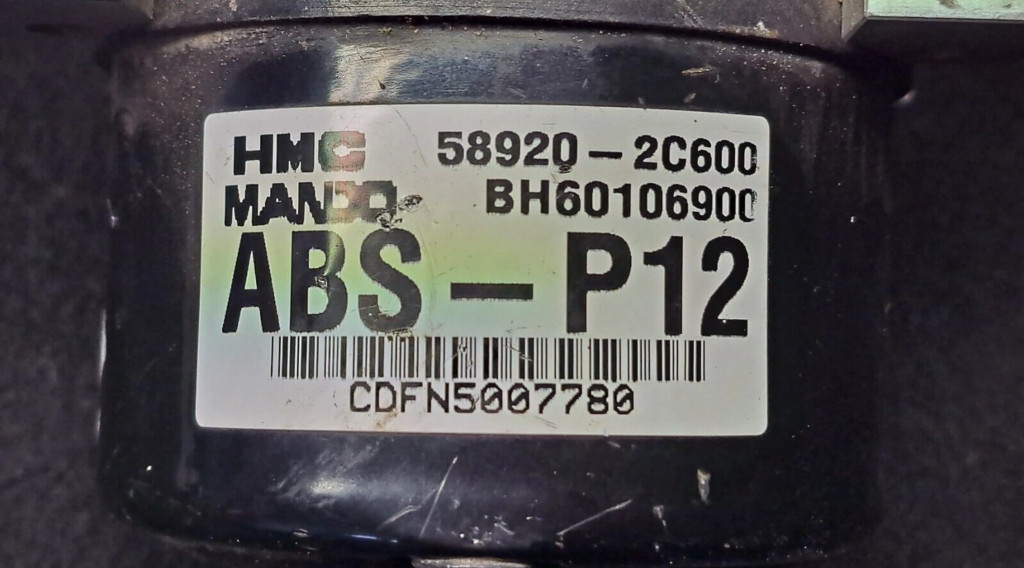 HMC 58920-2C600
MANDO BH60106900
ABS-P12
CDFN5007780